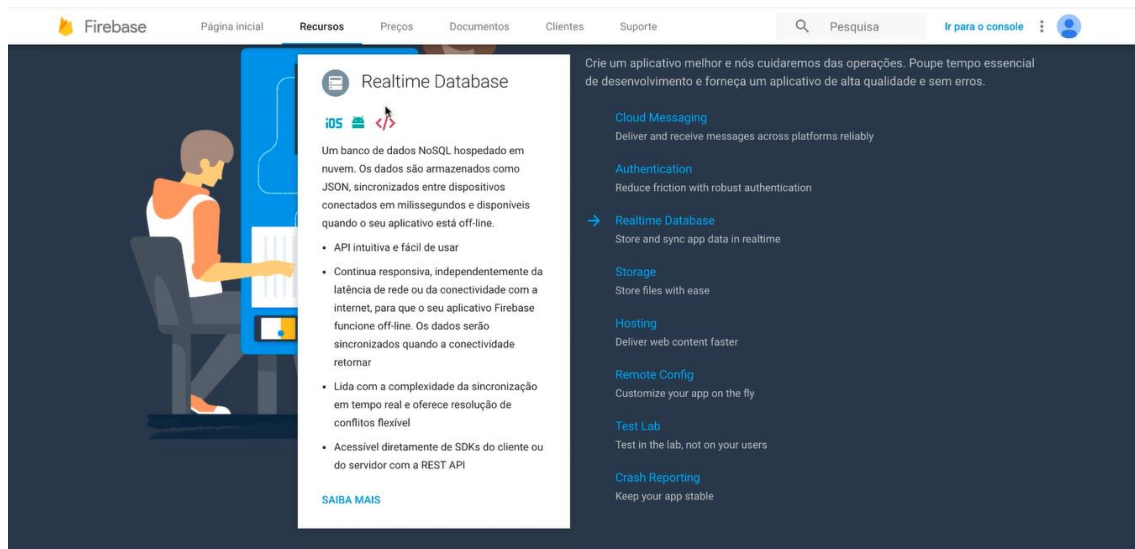 Firebase
Página inicial
Recursos
Preços
Documentos
Clientes
Suporte
Pesquisa
Ir para o console
Realtime Database
iOS
Um banco de dados NoSQL hospedado em
nuvem. Os dados são armazenados como
JSON, sincronizados entre dispositivos
conectados em milissegundos e disponíveis
quando o seu aplicativo está off-line.
• API intuitiva e fácil de usar
• Continua responsiva, independentemente da
latência de rede ou da conectividade com a
internet, para que o seu aplicativo Firebase
funcione off-line. Os dados serão
sincronizados quando a conectividade
retornar
• Lida com a complexidade da sincronização
em tempo real e oferece resolução de
conflitos flexível
• Acessível diretamente de SDKs do cliente ou
do servidor com a REST API
SAIBA MAIS
Crie um aplicativo melhor e nós cuidaremos das operações. Poupe tempo essencial
de desenvolvimento e forneça um aplicativo de alta qualidade e sem erros.
Cloud Messaging
Deliver and receive messages across platforms reliably
Authentication
Reduce friction with robust authentication
Realtime Database
Store and sync app data in realtime
Storage
Store files with ease
Hosting
Deliver web content faster
Remote Config
Customize your app on the fly
Test Lab
Test in the lab, not on your users
Crash Reporting
Keep your app stable